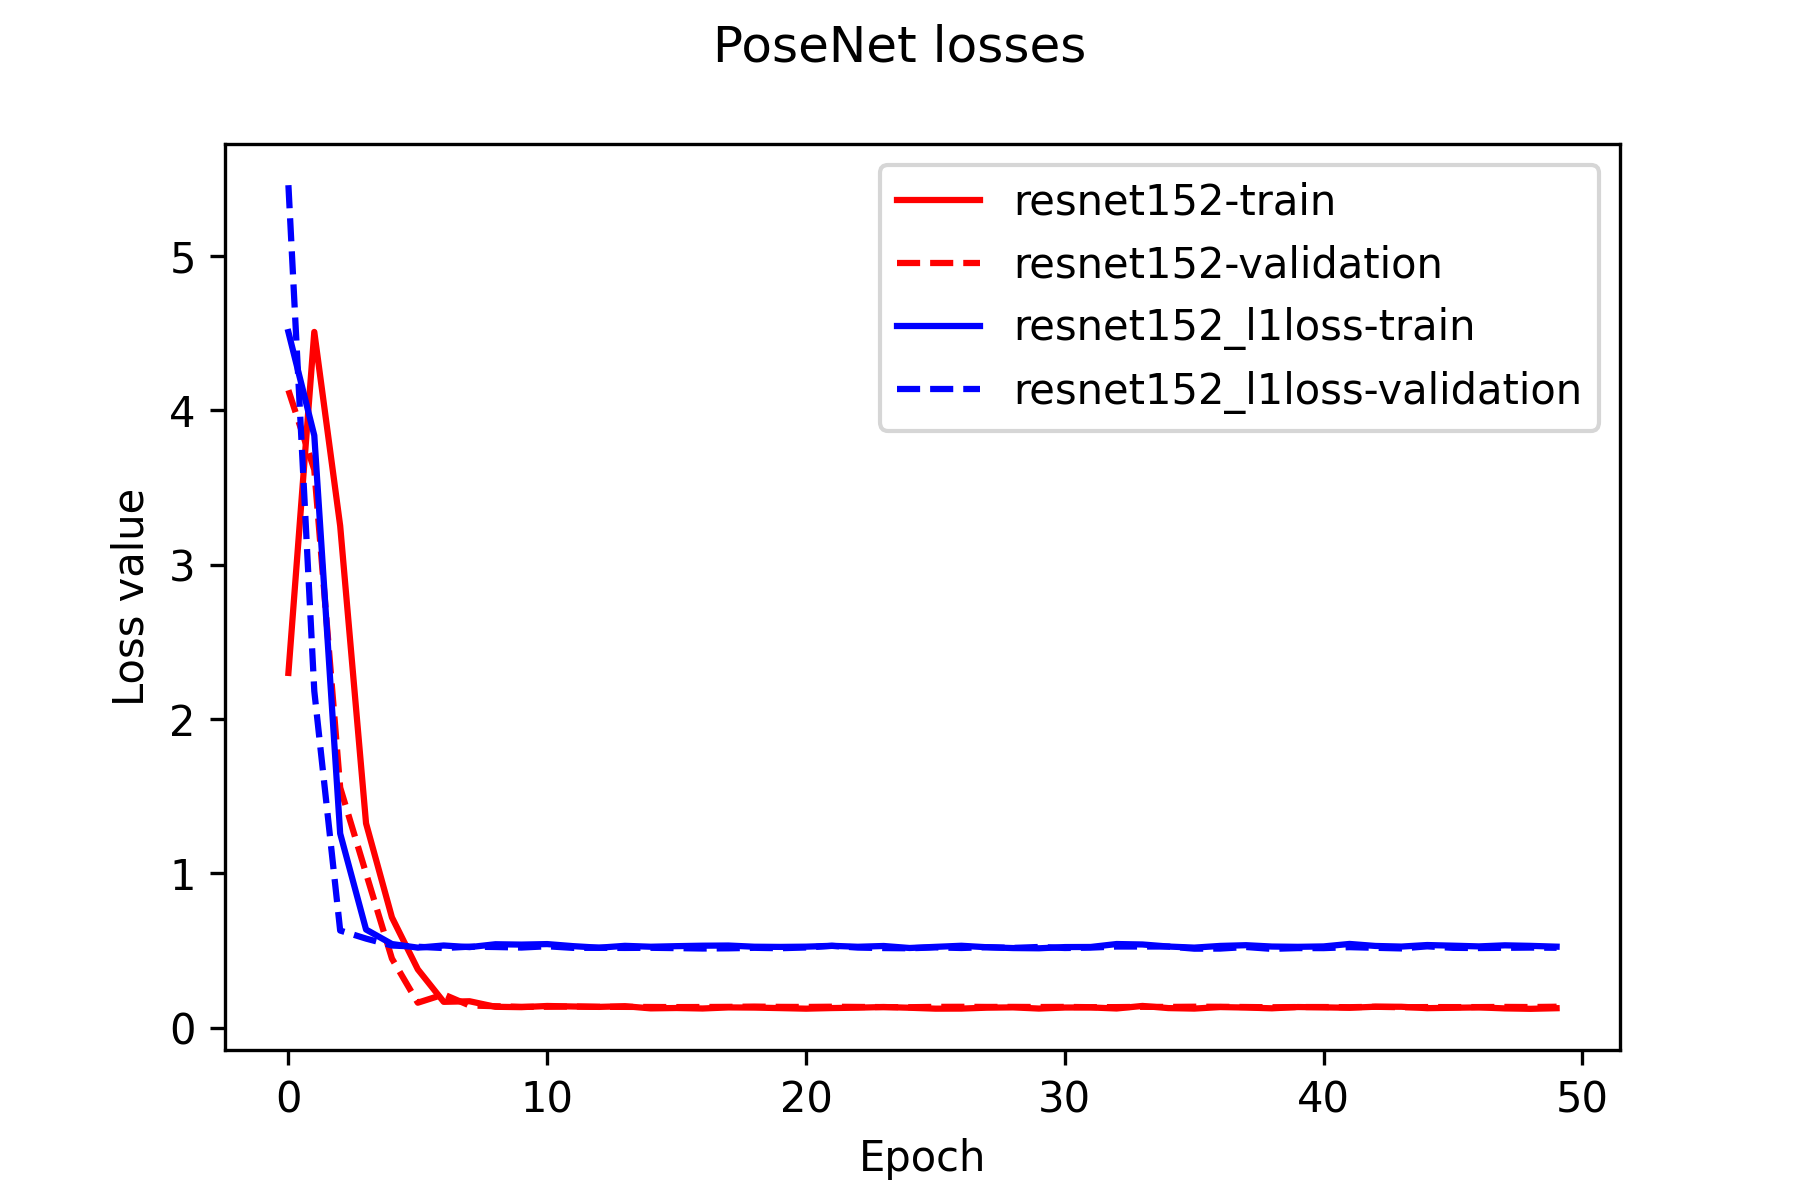 PoseNet losses
resnet152-train
resnet152-validation
resnet152_l1loss-train
resnet152_l1loss-validation
Loss value
5
4
3
2
1
0
0 10 20 30 40 50
Epoch